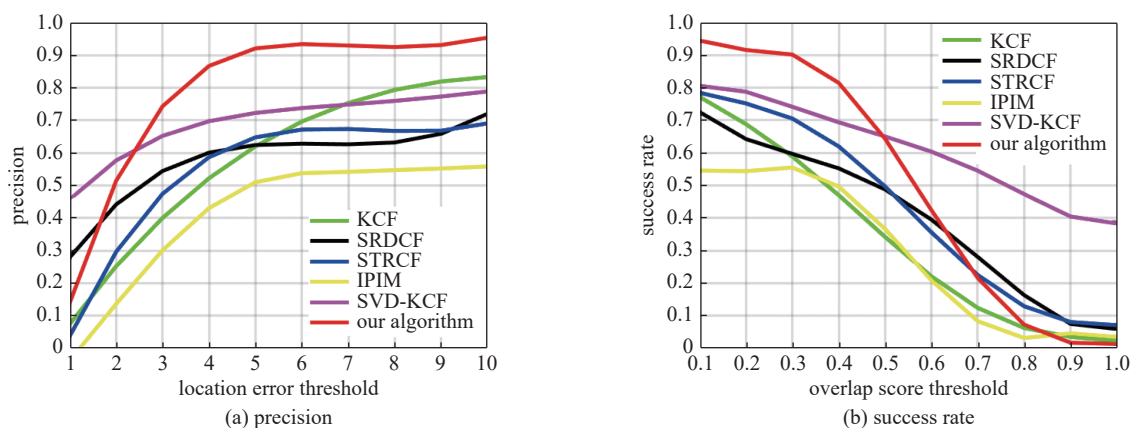 1.0
0.9
0.8
0.7
0.6
0.5
0.4
0.3
0.2
0.1
0
precision
KCF
SRDCF
STRCF
IPIM
SVD-KCF
our algorithm
1 2 3 4 5 6 7 8 9 10
location error threshold
(a) precision
1.0
0.9
0.8
0.7
0.6
0.5
0.4
0.3
0.2
0.1
0
success rate
KCF
SRDCF
STRCF
IPIM
SVD-KCF
our algorithm
0.1 0.2 0.3 0.4 0.5 0.6 0.7 0.8 0.9 1.0
overlap score threshold
(b) success rate